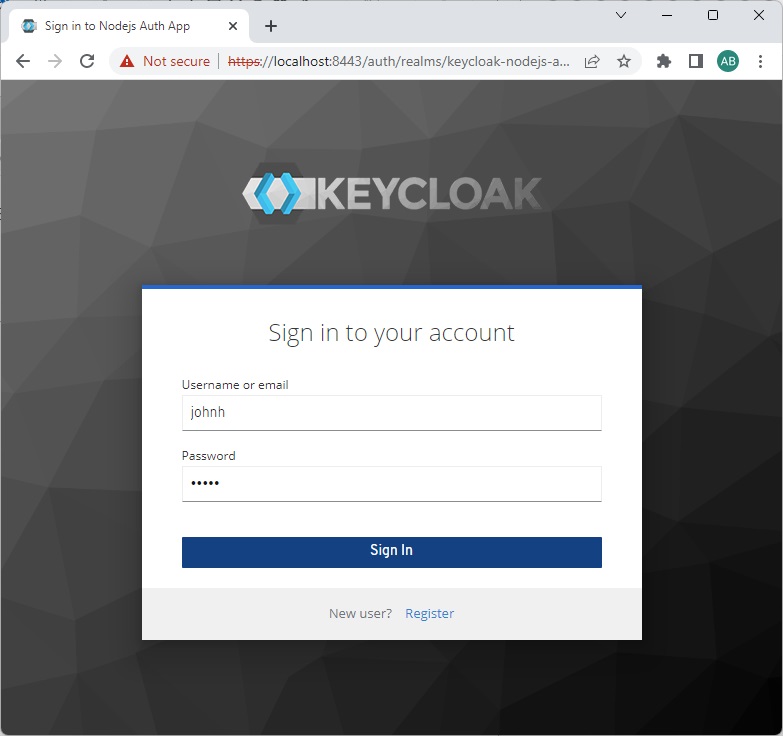 Sign in to Nodejs Auth App
Not secure https://localhost:8443/auth/realms/keycloak-nodejs-a... AB
KEYCLOAK
Sign in to your account
Username or email
johnh
Password
•••••
Sign In
New user? Register